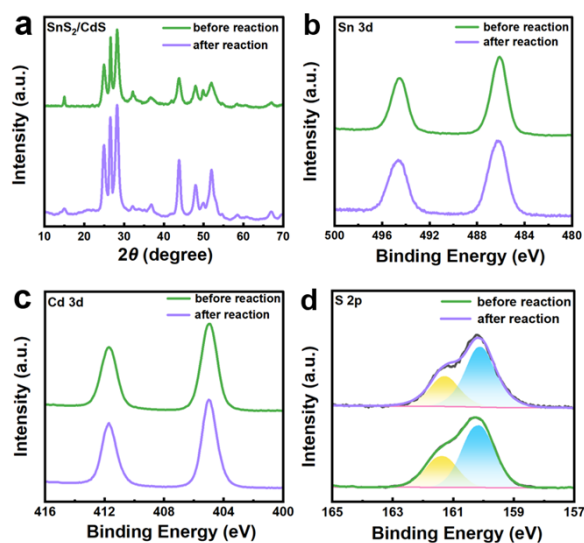 a
SnS₂/CdS
before reaction
after reaction
Intensity (a.u.)
10 20 30 40 50 60 70
2θ (degree)
b
Sn 3d
before reaction
after reaction
Intensity (a.u.)
500 496 492 488 484 480
Binding Energy (eV)
c
Cd 3d
before reaction
after reaction
Intensity (a.u.)
416 412 408 404 400
Binding Energy (eV)
d
S 2p
before reaction
after reaction
Intensity (a.u.)
165 163 161 159 157
Binding Energy (eV)